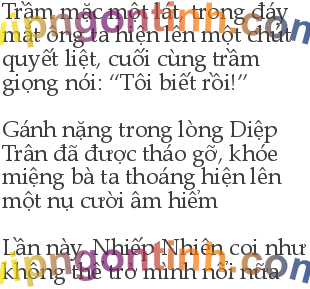 Trầm mặc một lát, trong đáy
mắt ông ta hiện lên một chút
quyết liệt, cuối cùng trầm
giọng nói: “Tôi biết rồi!”
Gánh nặng trong lòng Diệp
Trân đã được tháo gỡ, khóe
miệng bà ta thoáng hiện lên
một nụ cười âm hiểm
Lần này, Nhiếp Nhiên coi như
không thể trở mình nổi nữa